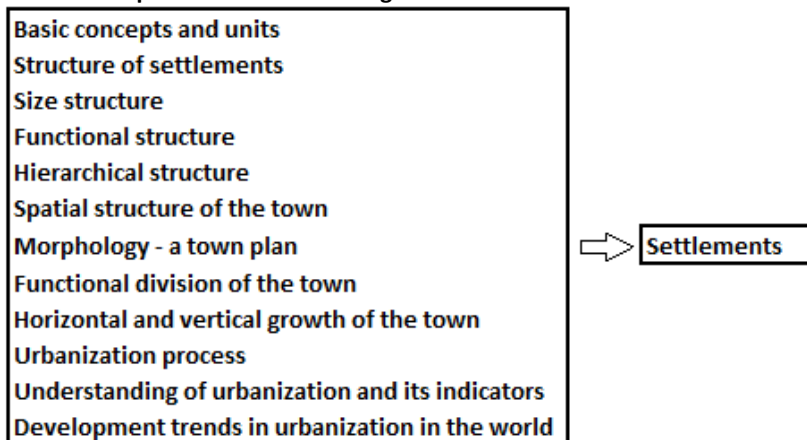 Basic concepts and units
Structure of settlements
Size structure
Functional structure
Hierarchical structure
Spatial structure of the town
Morphology - a town plan
Functional division of the town
Horizontal and vertical growth of the town
Urbanization process
Understanding of urbanization and its indicators
Development trends in urbanization in the world
Settlements